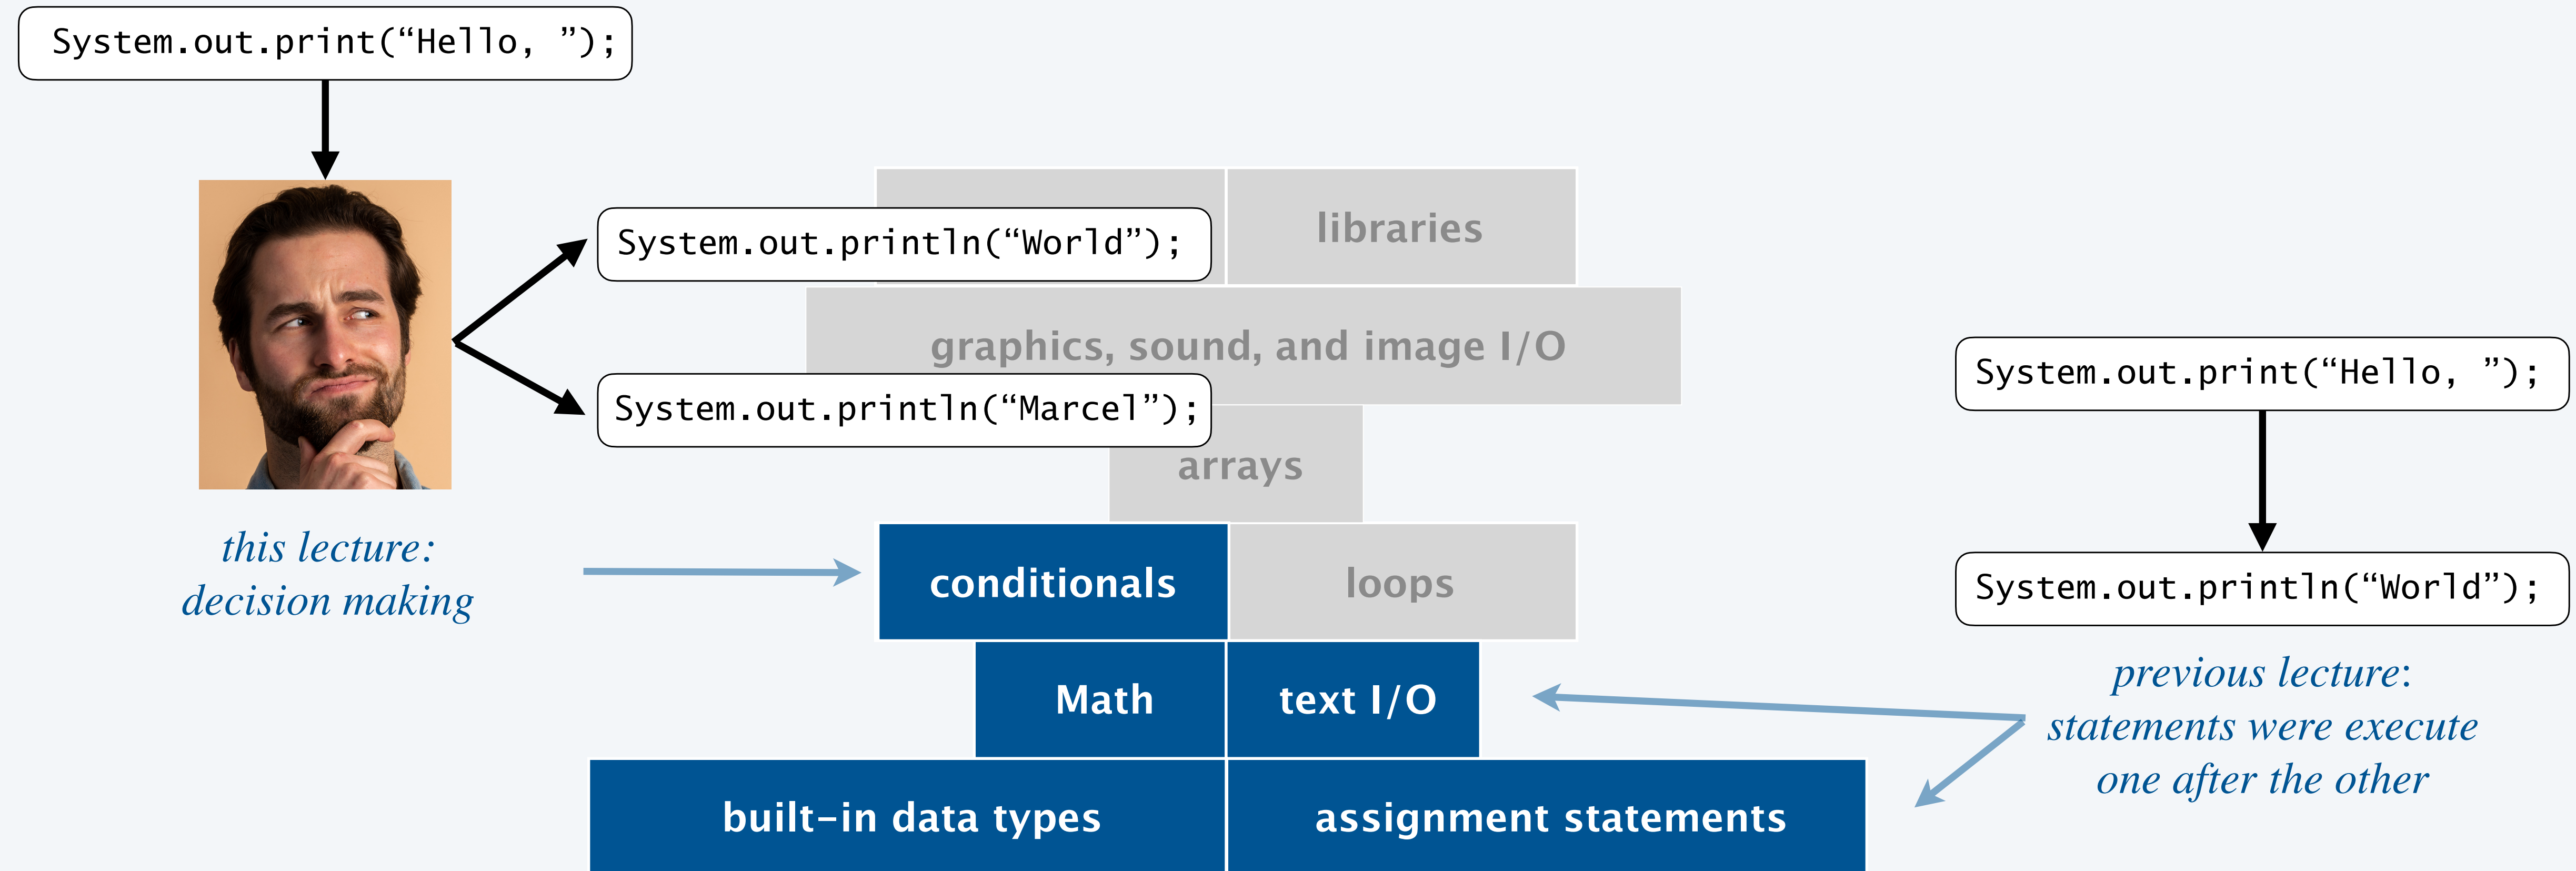 System.out.print(“Hello, ”);
System.out.println(“World”);
System.out.println(“Marcel”);
libraries
graphics, sound, and image I/O
arrays
this lecture:
decision making
conditionals
loops
Math
text I/O
built-in data types
assignment statements
System.out.print(“Hello, ”);
System.out.println(“World”);
previous lecture:
statements were execute
one after the other